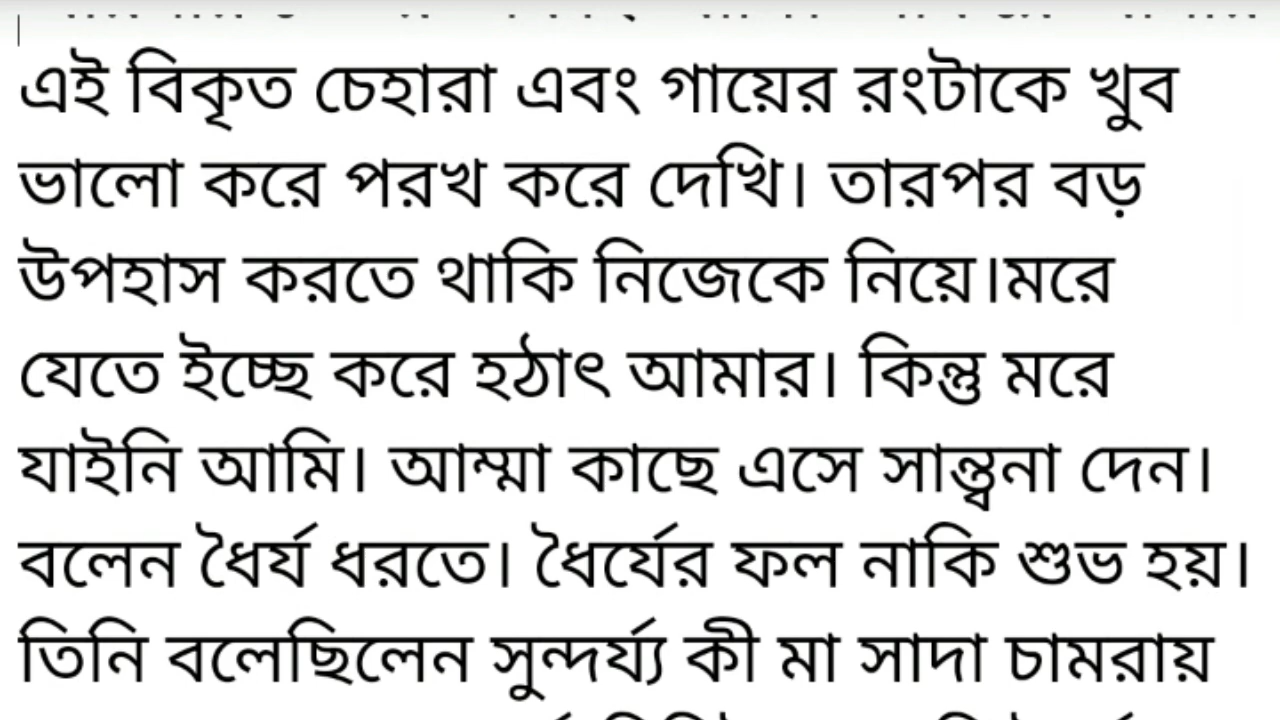 এই বিকৃত চেহারা এবং গায়ের রংটাকে খুব
ভালো করে পরখ করে দেখি। তারপর বড়
উপহাস করতে থাকি নিজেকে নিয়ে।মরে
যেতে ইচ্ছে করে হঠাৎ আমার। কিন্তু মরে
যাইনি আমি। আম্মা কাছে এসে সান্ত্বনা দেন।
বলেন ধৈর্য ধরতে। ধৈর্যের ফল নাকি শুভ হয়।
তিনি বলেছিলেন সুন্দর্য্য কী মা সাদা চামরায়